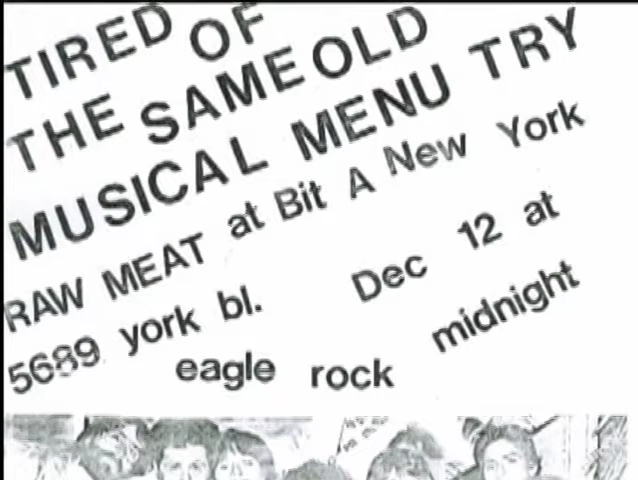 TIRED OF
THE SAME OLD
MUSICAL MENU TRY
RAW MEAT at Bit A New York
5689 york bl. Dec 12 at
eagle rock midnight